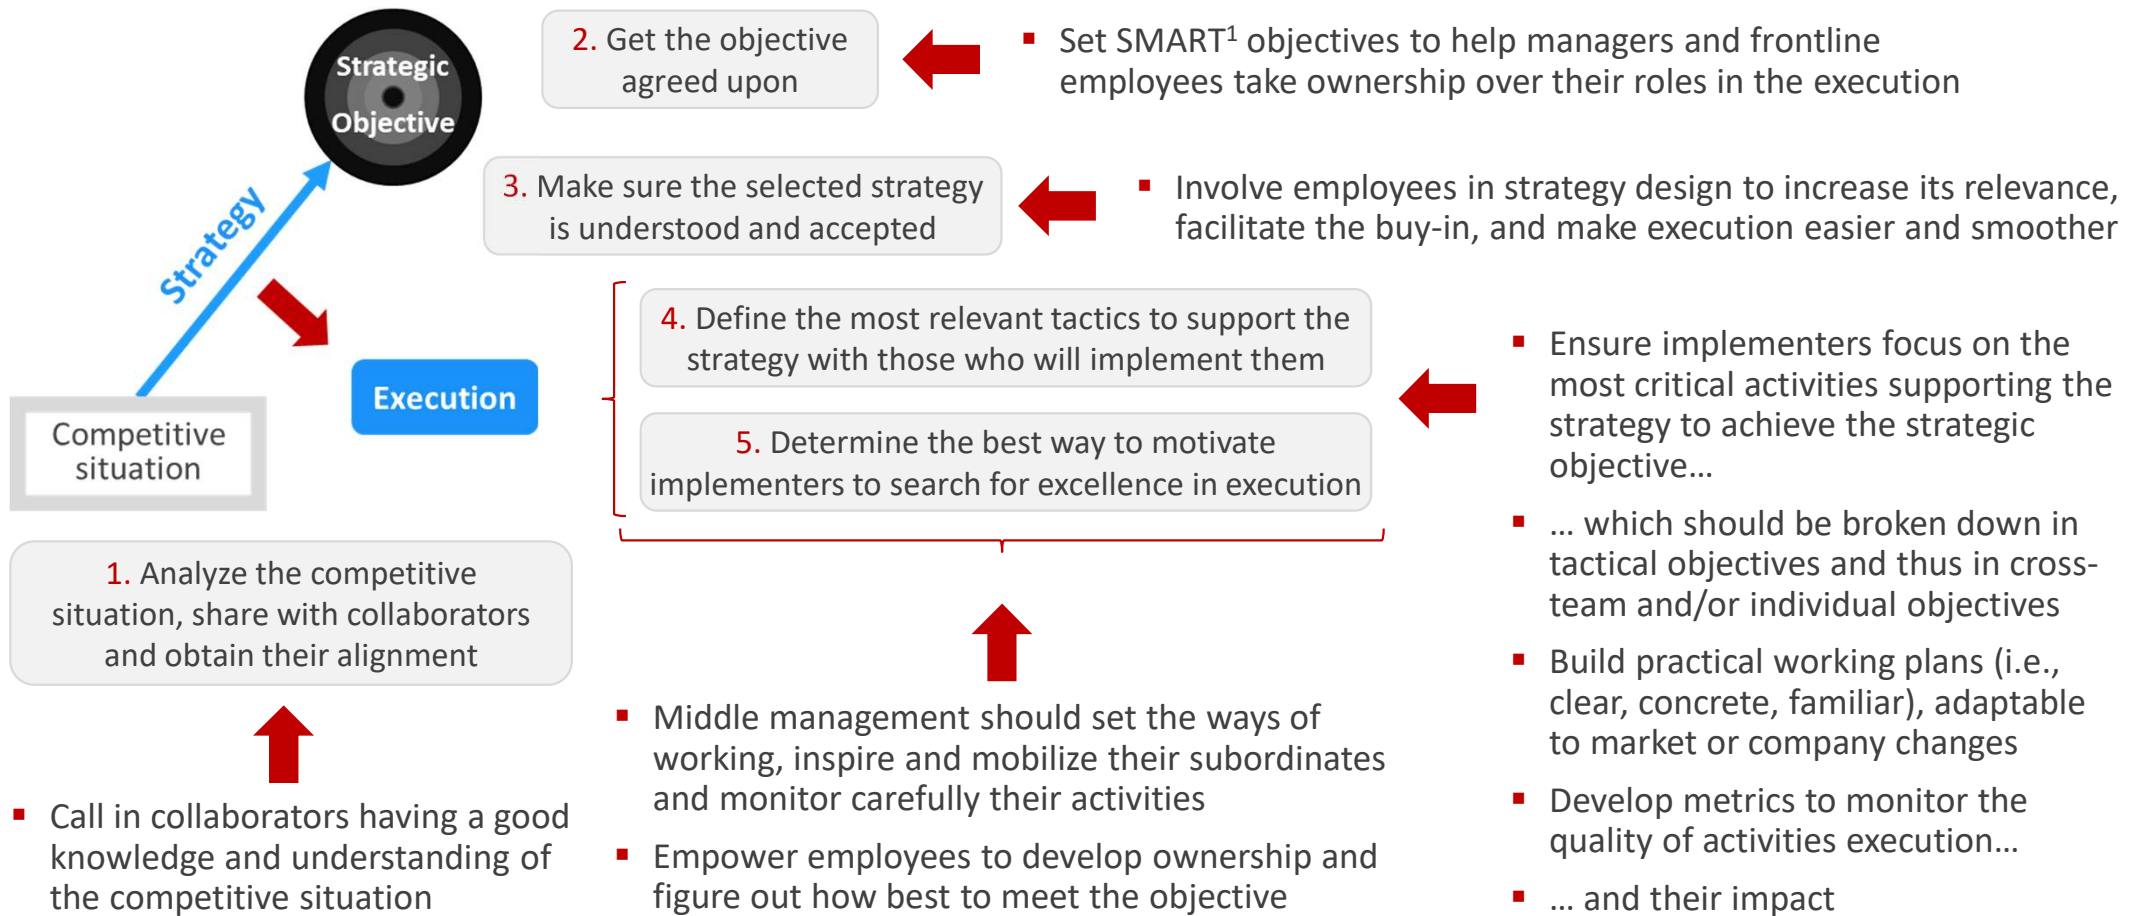 Strategic
Objective
Strategy
Execution
Competitive
situation
1. Analyze the competitive
situation, share with collaborators
and obtain their alignment
▪ Call in collaborators having a good
knowledge and understanding of
the competitive situation
2. Get the objective
agreed upon
▪ Set SMART¹ objectives to help managers and frontline
employees take ownership over their roles in the execution
3. Make sure the selected strategy
is understood and accepted
▪ Involve employees in strategy design to increase its relevance,
facilitate the buy-in, and make execution easier and smoother
4. Define the most relevant tactics to support the
strategy with those who will implement them
5. Determine the best way to motivate
implementers to search for excellence in execution
▪ Middle management should set the ways of
working, inspire and mobilize their subordinates
and monitor carefully their activities
▪ Empower employees to develop ownership and
figure out how best to meet the objective
▪ Ensure implementers focus on the
most critical activities supporting the
strategy to achieve the strategic
objective…
▪ … which should be broken down in
tactical objectives and thus in cross-
team and/or individual objectives
▪ Build practical working plans (i.e.,
clear, concrete, familiar), adaptable
to market or company changes
▪ Develop metrics to monitor the
quality of activities execution…
▪ … and their impact